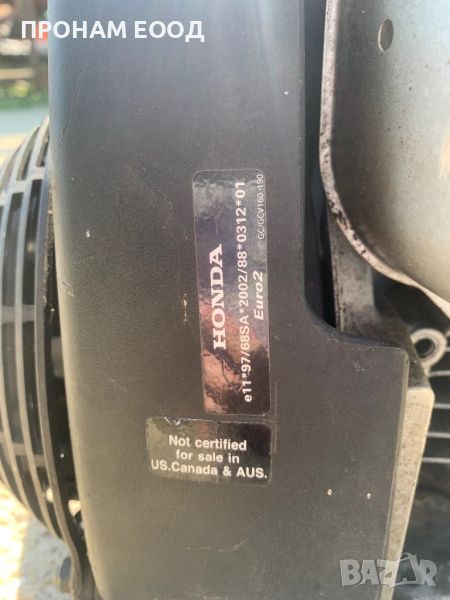 ПРОНАМ ЕООД
HONDA
Euro2
GC/GCV160·190
e11*97/68SA*2002/88*0312*01
Not certified
for sale in
US.Canada & AUS.
BAZAR